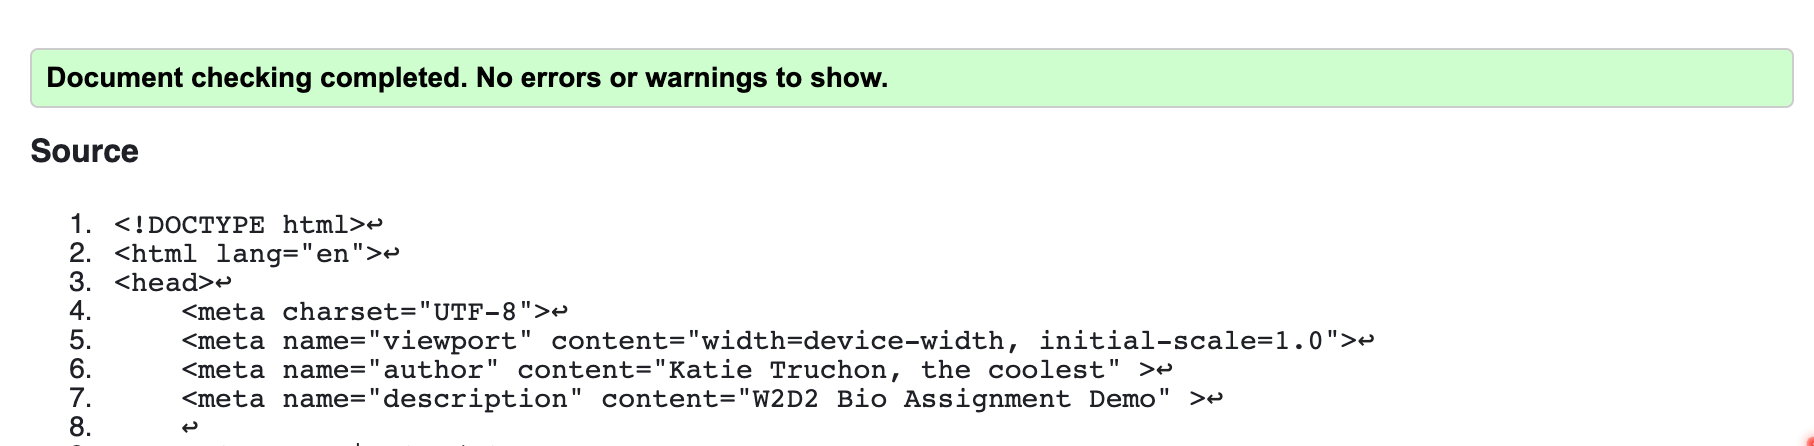 Document checking completed. No errors or warnings to show.
Source
1. <!DOCTYPE html>↩
2. <html lang="en">↩
3. <head>↩
4.     <meta charset="UTF-8">↩
5.     <meta name="viewport" content="width=device-width, initial-scale=1.0">↩
6.     <meta name="author" content="Katie Truchon, the coolest" >↩
7.     <meta name="description" content="W2D2 Bio Assignment Demo" >↩
8.     ↩